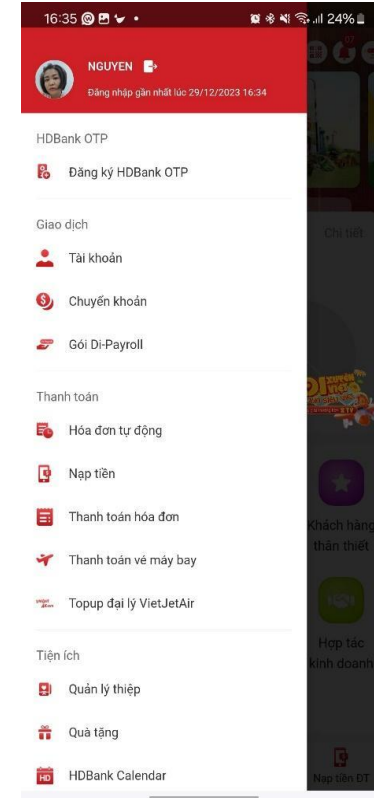 16:35
24%
NGUYEN
Đăng nhập gần nhất lúc 29/12/2023 16:34
HDBank OTP
Đăng ký HDBank OTP
Giao dịch
Chi tiết
Tài khoản
Chuyển khoản
Gói Di-Payroll
Thanh toán
Hóa đơn tự động
Nạp tiền
Thanh toán hóa đơn
Khách hàng
thân thiết
Thanh toán vé máy bay
Topup đại lý VietJetAir
Tiện ích
Hợp tác
kinh doanh
Quản lý thiệp
Quà tặng
HD
HDBank Calendar
Nạp tiền ĐT